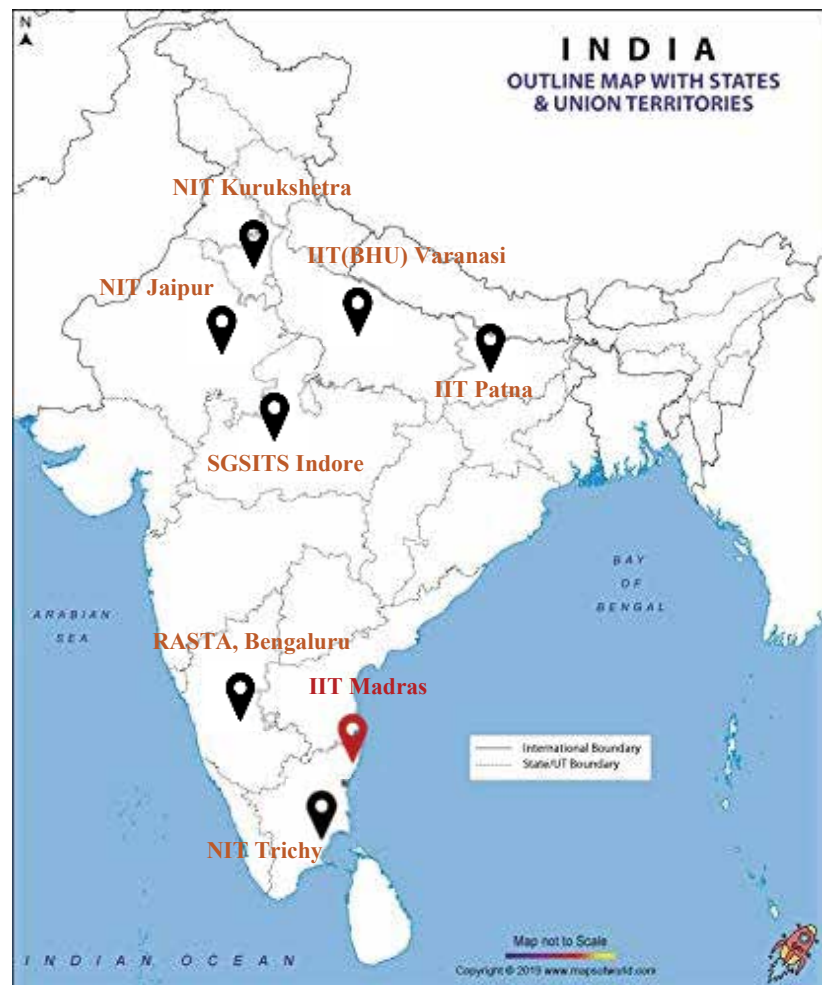 N
INDIA
OUTLINE MAP WITH STATES
& UNION TERRITORIES
NIT Kurukshetra
IIT(BHU) Varanasi
NIT Jaipur
IIT Patna
SGSITS Indore
BAY
OF
BENGAL
ARABIAN
SEA
RASTA, Bengaluru
IIT Madras
International Boundary
State/UT Boundary
NIT Trichy
Map not to Scale
INDIAN OCEAN
Copyright © 2019 www.mapsofworld.com